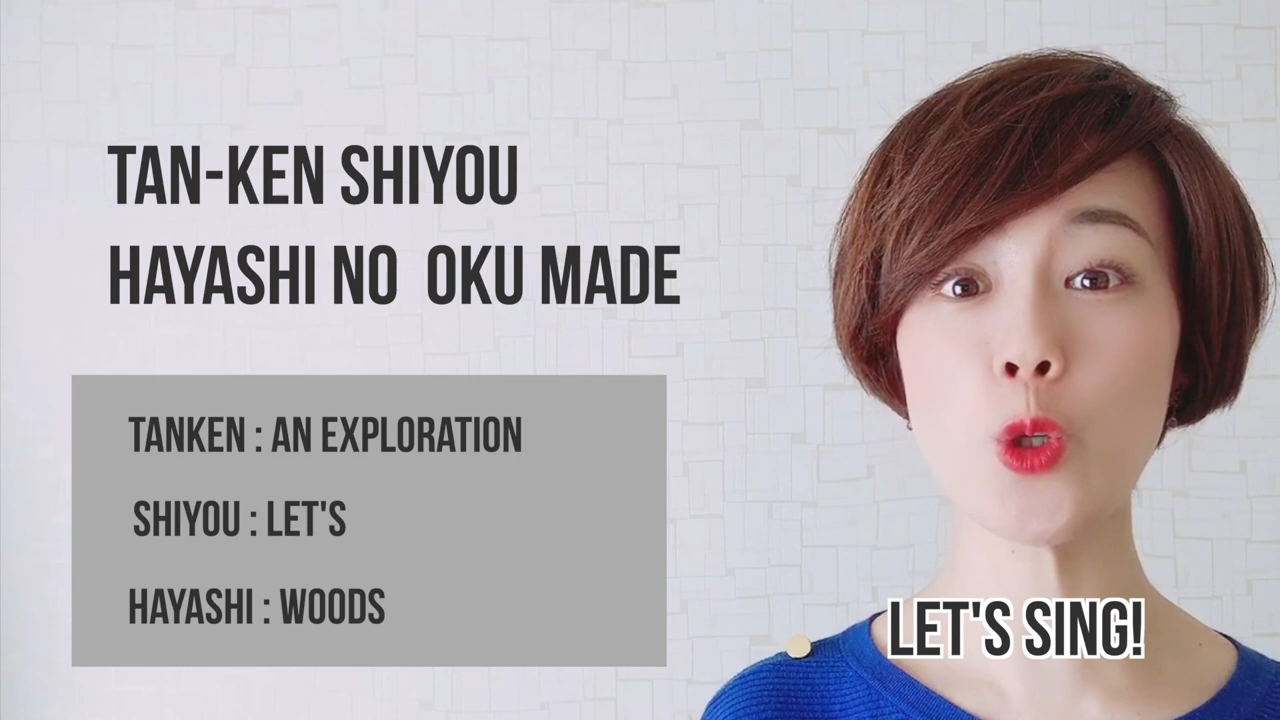 TAN-KEN SHIYOU
HAYASHI NO OKU MADE
TANKEN : AN EXPLORATION
SHIYOU : LET'S
HAYASHI : WOODS
LET'S SING!